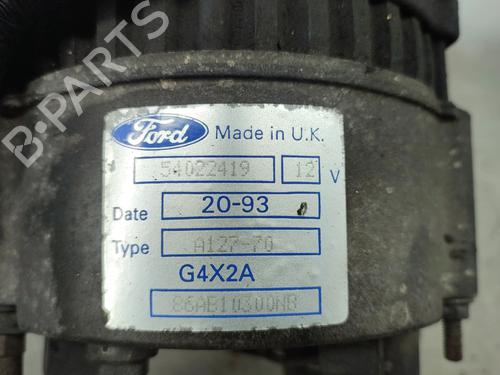 B-PARTS
Ford Made in U.K.
54022419 12 V
Date 20-93
Type A127-70
G4X2A
86AB10300NB